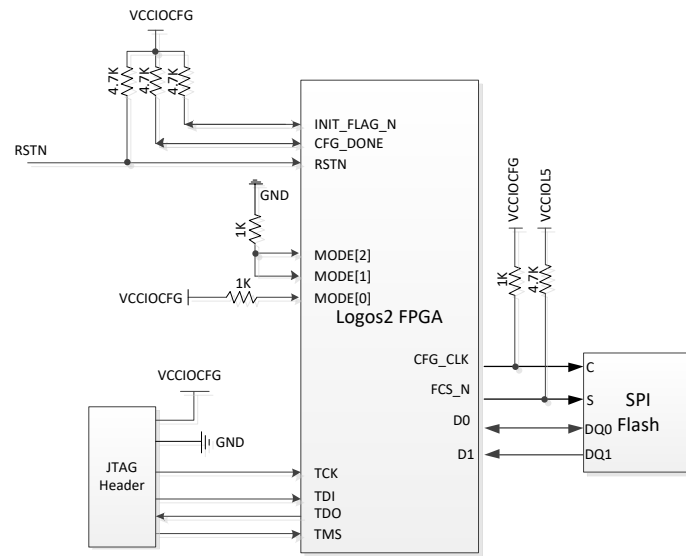 VCCIOCFG
4.7K
4.7K
4.7K
INIT_FLAG_N
CFG_DONE
RSTN
RSTN
GND
1K
MODE[2]
MODE[1]
1K
VCCIOCFG
MODE[0]
Logos2 FPGA
VCCIOCFG
VCCIOL5
1K
4.7K
CFG_CLK
C
FCS_N
S
SPI
Flash
D0
DQ0
D1
DQ1
VCCIOCFG
GND
JTAG
Header
TCK
TDI
TDO
TMS